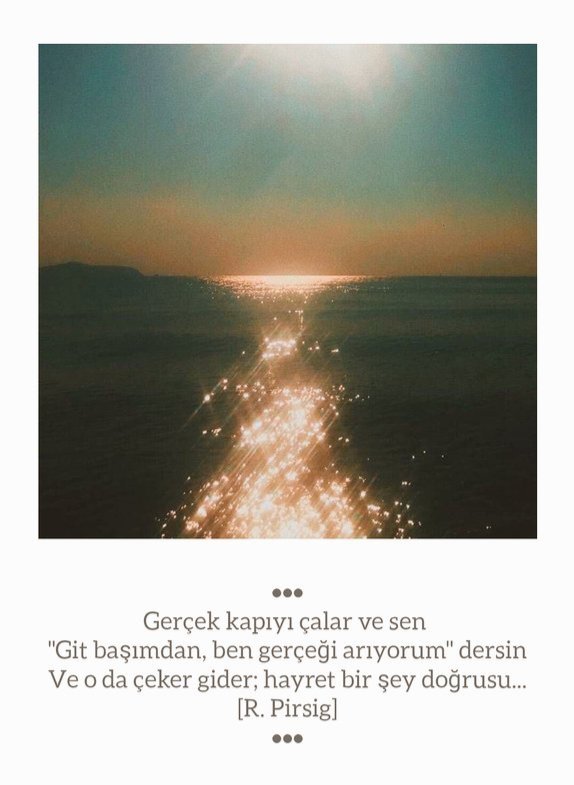 •••
Gerçek kapıyı çalar ve sen
"Git başımdan, ben gerçeği arıyorum" dersin
Ve o da çeker gider; hayret bir şey doğrusu...
[R. Pirsig]
•••